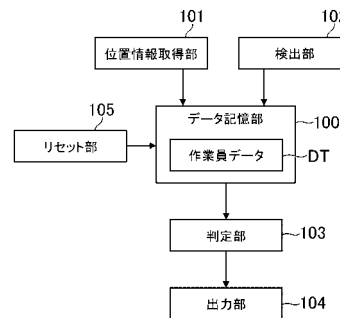 101
102
位置情報取得部
検出部
105
データ記憶部
100
リセット部
作業員データ
DT
判定部
103
出力部
104